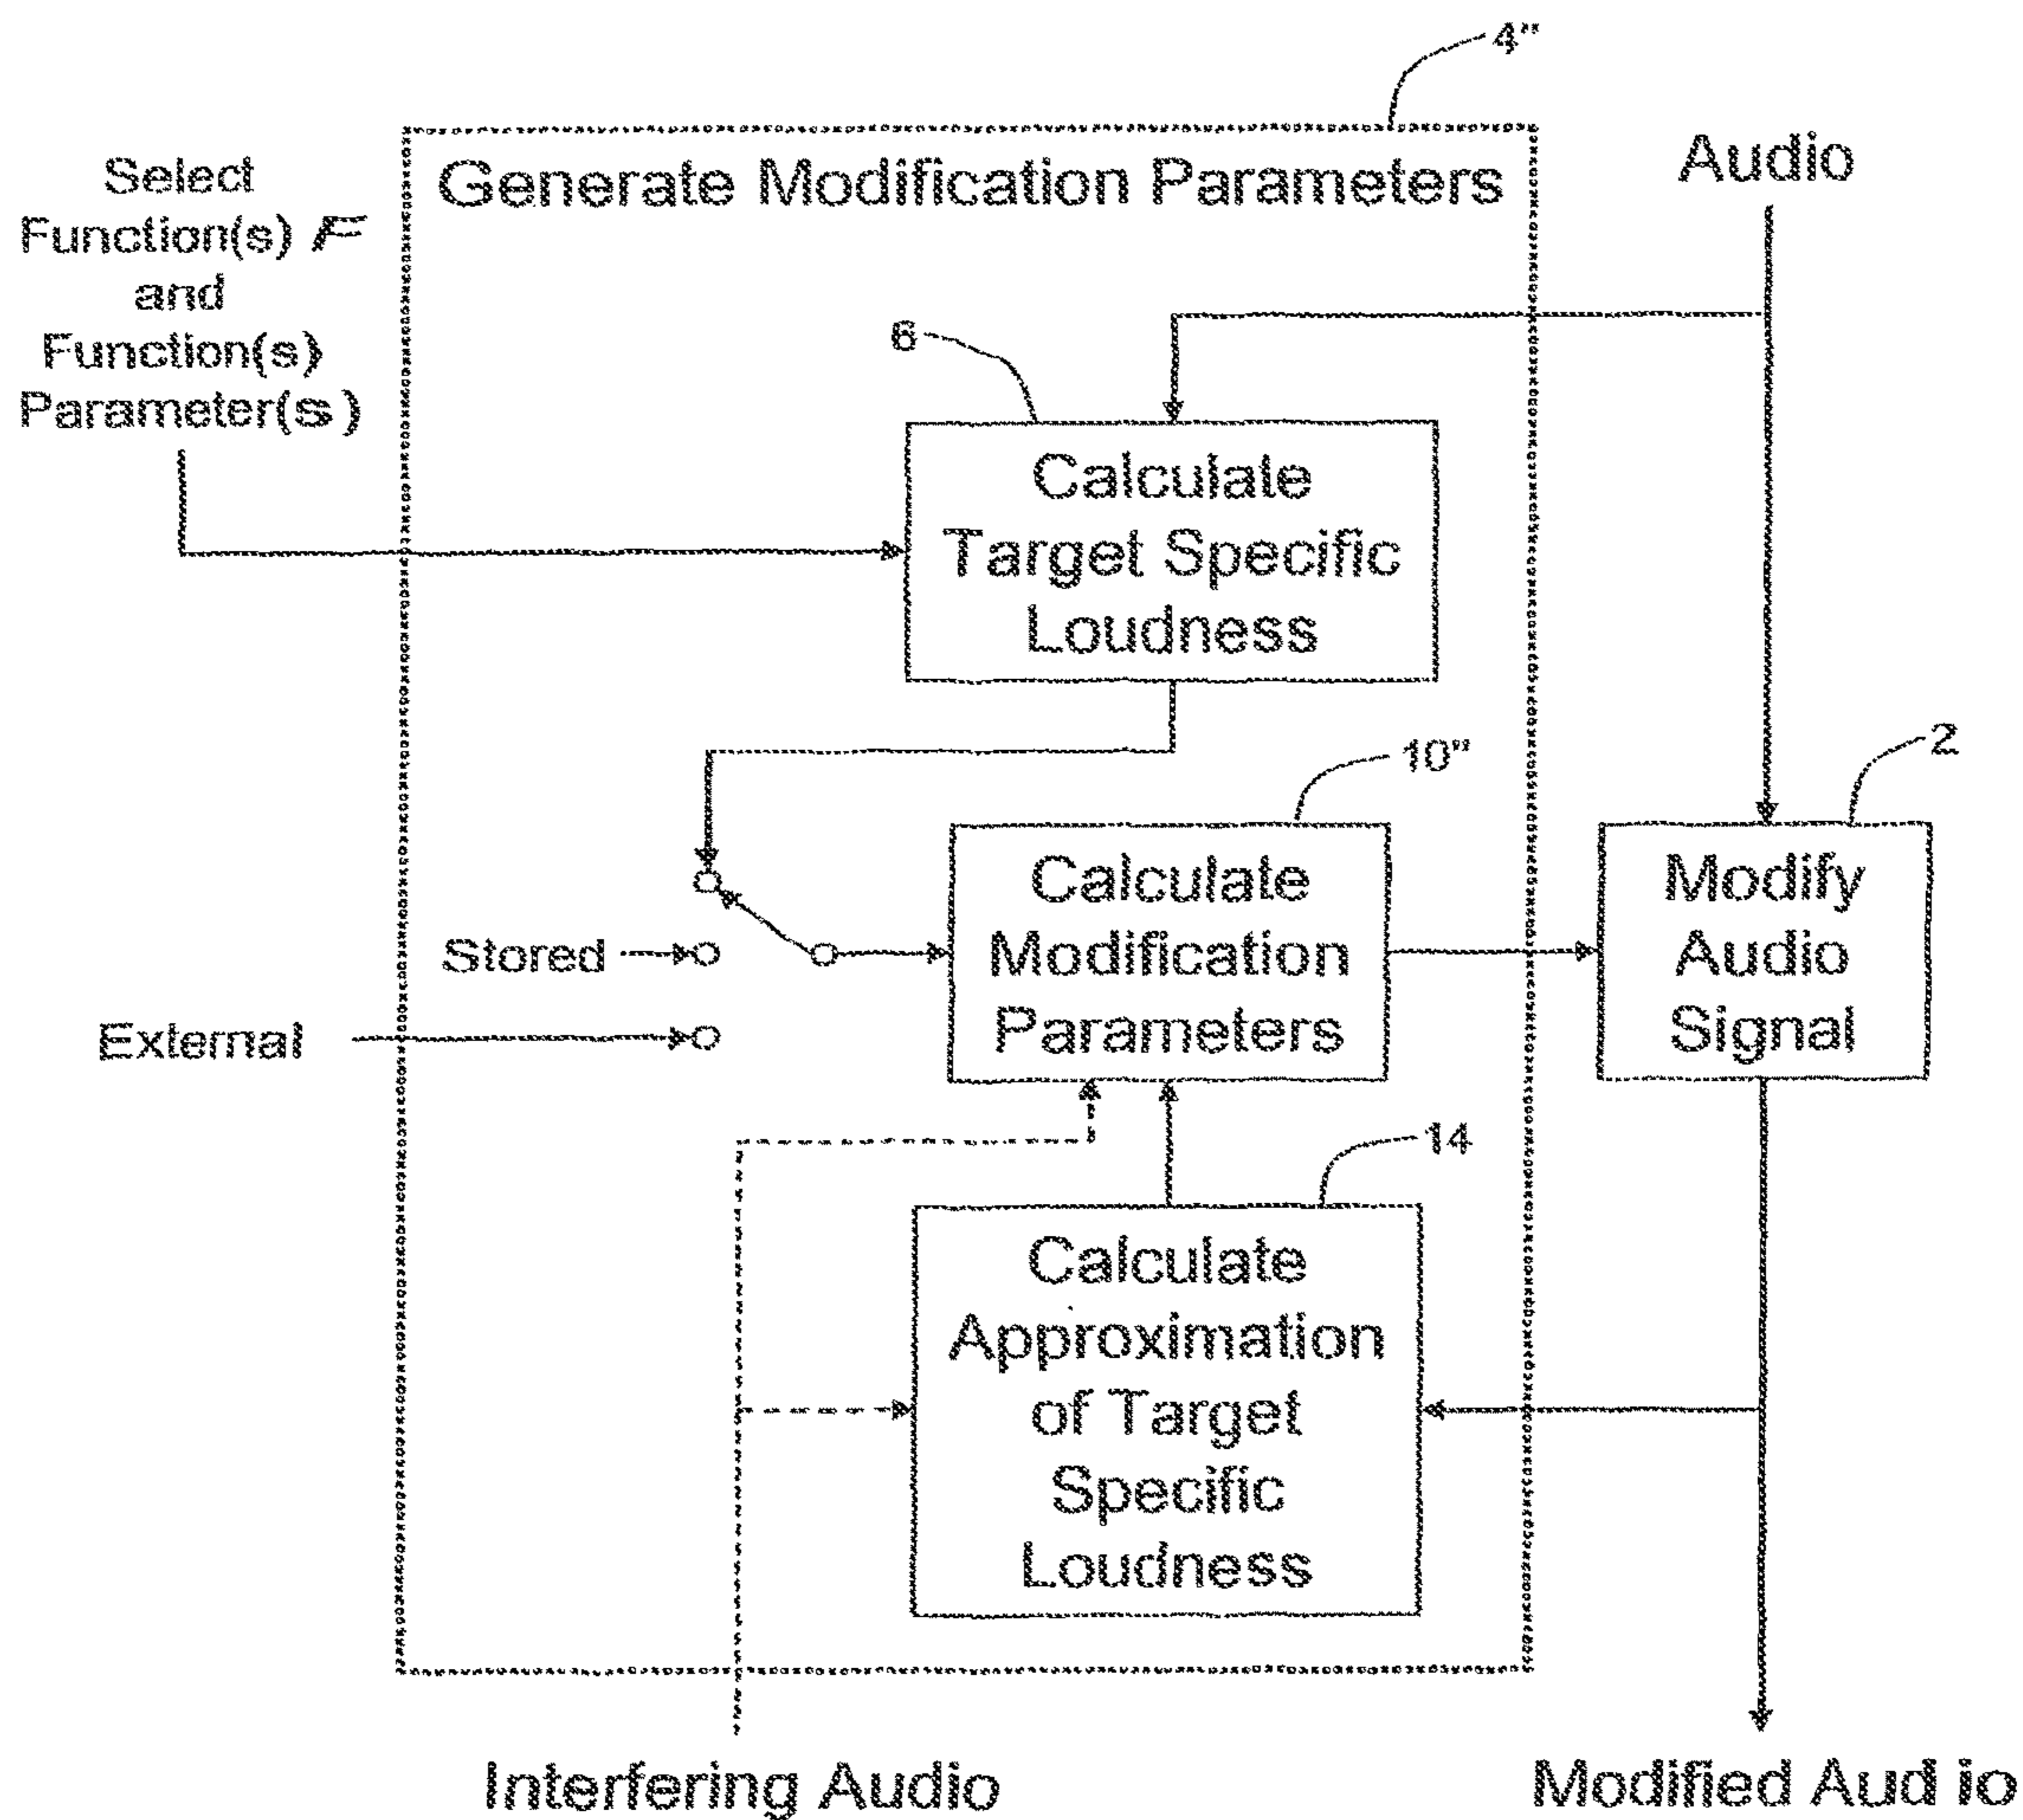 4"
Select
Function(s) F
and
Function(s)
Parameter(s)
Generate Modification Parameters
Audio
6
Calculate
Target Specific
Loudness
10"
2
Calculate
Modification
Parameters
Modify
Audio
Signal
Stored
External
14
Calculate
Approximation
of Target
Specific
Loudness
Interfering Audio
Modified Aud io